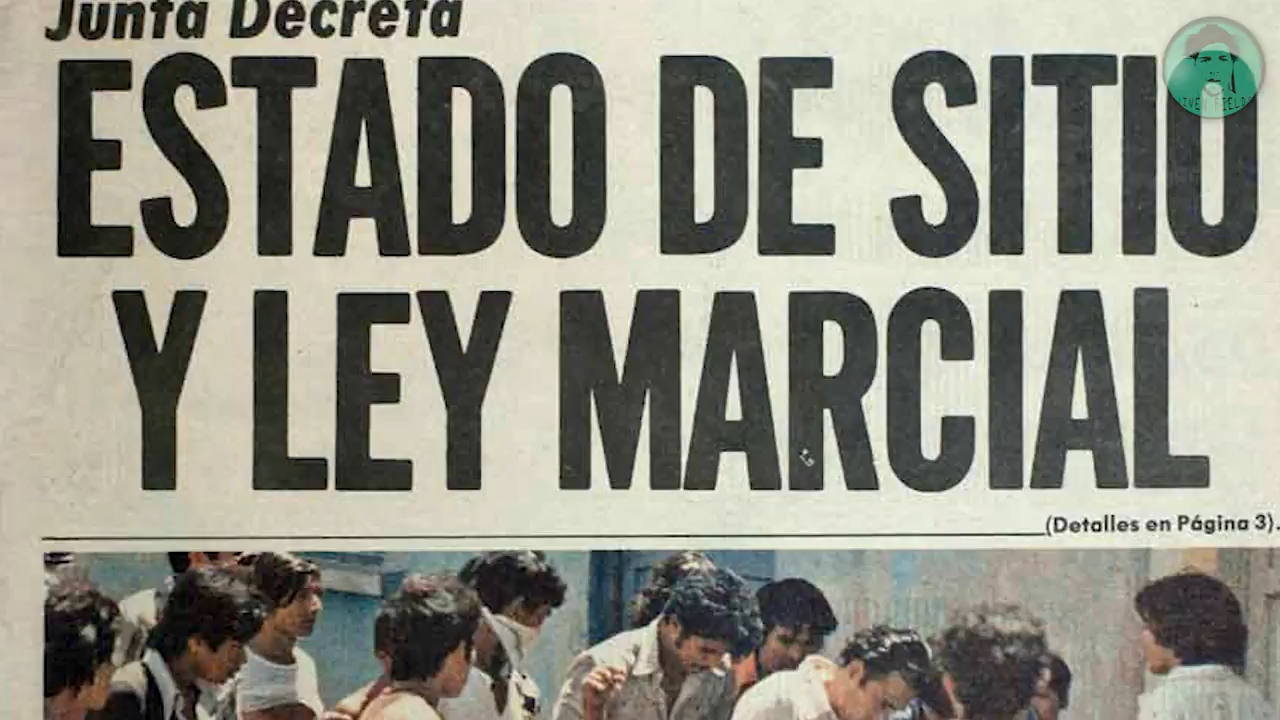 Junta Decreta
ESTADO DE SITIO
Y LEY MARCIAL
(Detalles en Página 3).